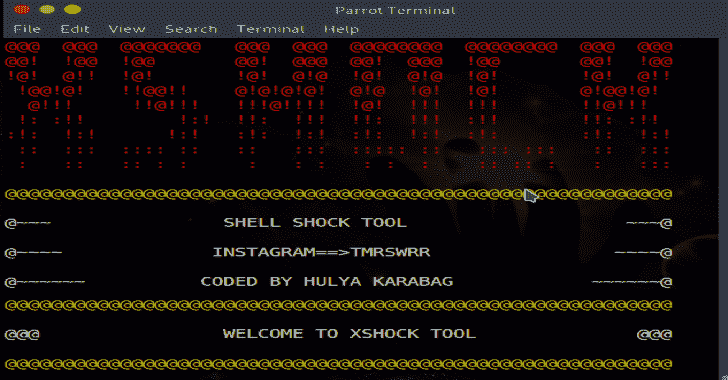 Parrot Terminal
File Edit View Search Terminal Help
XSHOCK
@~~~ SHELL SHOCK TOOL ~~~@
@~~~~ INSTAGRAM==>TMRSWRR ~~~~@
@~~~~~~ CODED BY HULYA KARABAG ~~~~~~@
@@@ WELCOME TO XSHOCK TOOL @@@